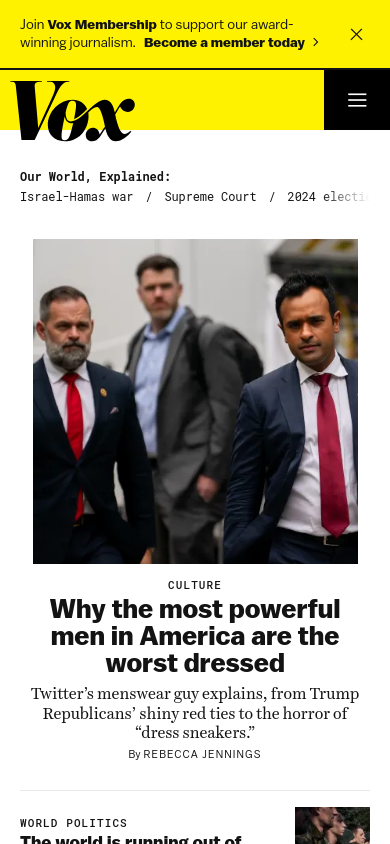 Join Vox Membership to support our award-
winning journalism. Become a member today >
Vox
Our World, Explained:
Israel-Hamas war / Supreme Court / 2024 electi
CULTURE
Why the most powerful
men in America are the
worst dressed
Twitter’s menswear guy explains, from Trump
Republicans’ shiny red ties to the horror of
“dress sneakers.”
By REBECCA JENNINGS
WORLD POLITICS
The world is running out of